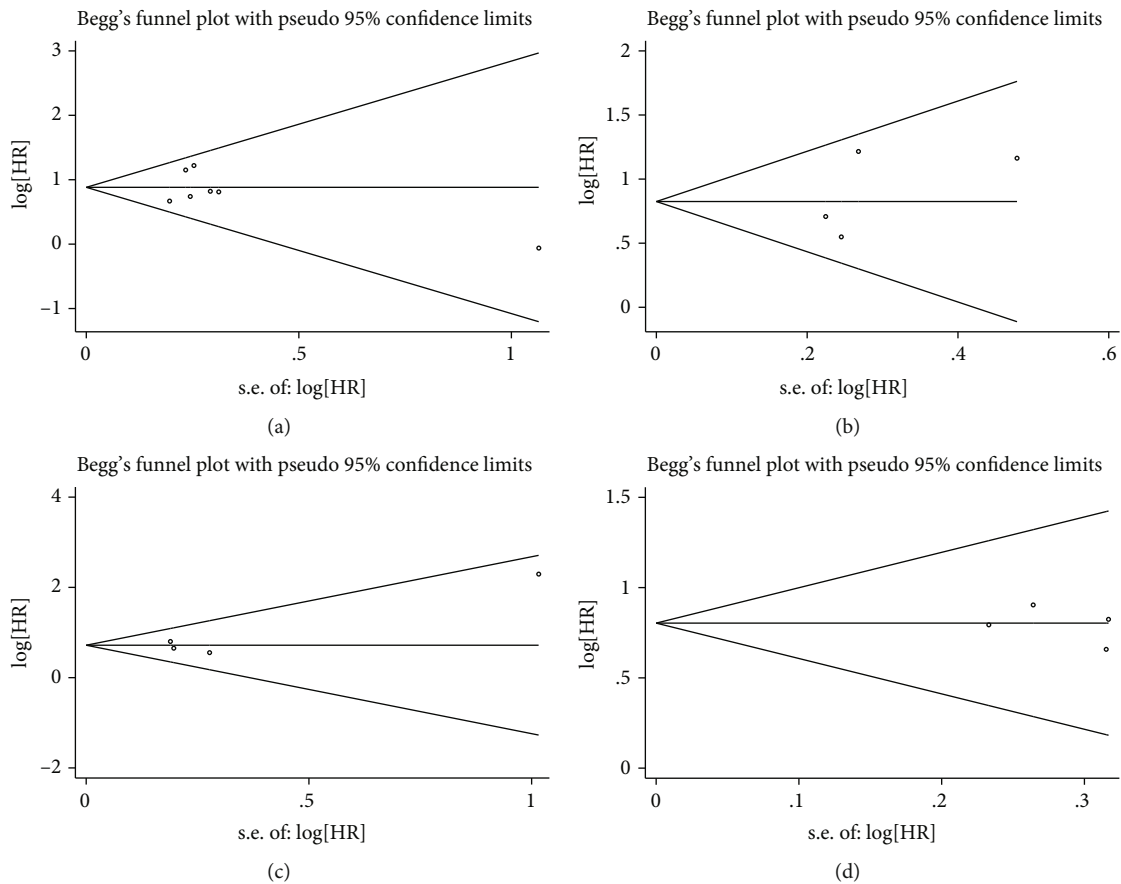 Begg's funnel plot with pseudo 95% confidence limits
3
2
1
0
–1
log[HR]
0
.5
1
s.e. of: log[HR]
(a)
Begg's funnel plot with pseudo 95% confidence limits
2
1.5
1
.5
0
log[HR]
0
.2
.4
.6
s.e. of: log[HR]
(b)
Begg's funnel plot with pseudo 95% confidence limits
4
2
0
–2
log[HR]
0
.5
1
s.e. of: log[HR]
(c)
Begg's funnel plot with pseudo 95% confidence limits
1.5
1
.5
0
log[HR]
0
.1
.2
.3
s.e. of: log[HR]
(d)